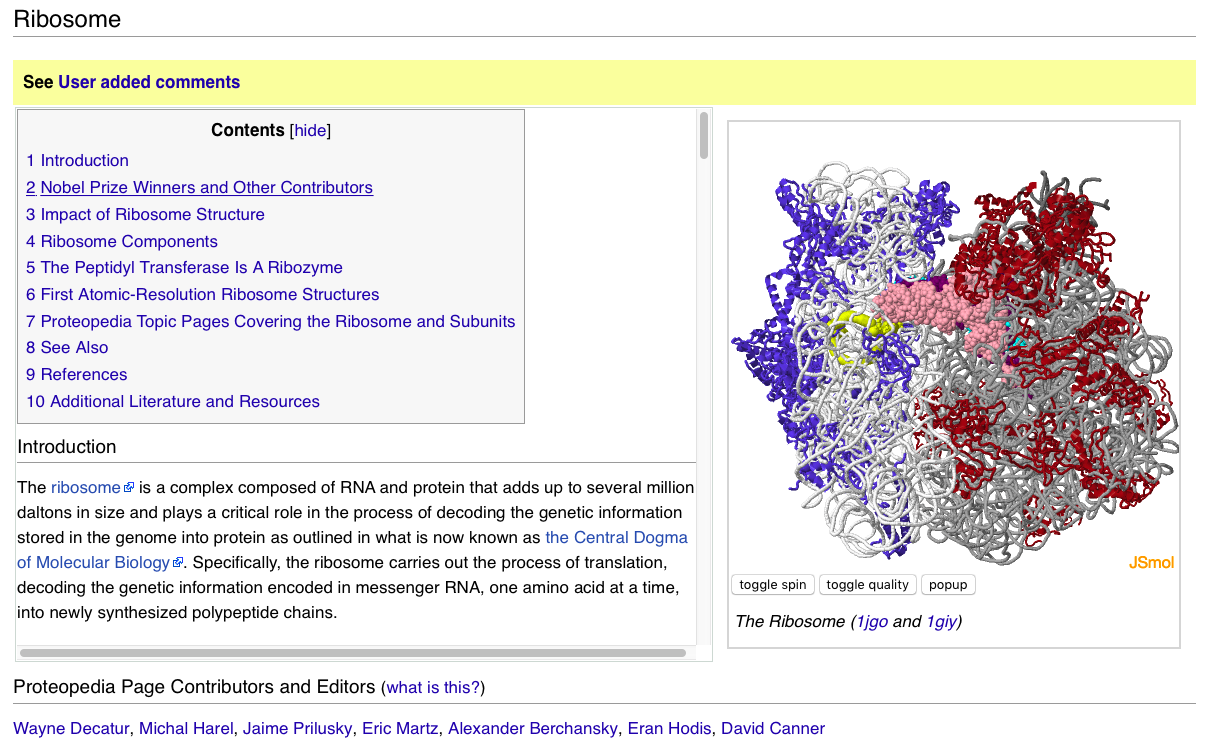 Ribosome
See User added comments
Contents [hide]
1 Introduction
2 Nobel Prize Winners and Other Contributors
3 Impact of Ribosome Structure
4 Ribosome Components
5 The Peptidyl Transferase Is A Ribozyme
6 First Atomic-Resolution Ribosome Structures
7 Proteopedia Topic Pages Covering the Ribosome and Subunits
8 See Also
9 References
10 Additional Literature and Resources
Introduction
The ribosome is a complex composed of RNA and protein that adds up to several million
daltons in size and plays a critical role in the process of decoding the genetic information
stored in the genome into protein as outlined in what is now known as the Central Dogma
of Molecular Biology. Specifically, the ribosome carries out the process of translation,
decoding the genetic information encoded in messenger RNA, one amino acid at a time,
into newly synthesized polypeptide chains.
JSmol
toggle spin toggle quality popup
The Ribosome (1jgo and 1giy)
Proteopedia Page Contributors and Editors (what is this?)
Wayne Decatur, Michal Harel, Jaime Prilusky, Eric Martz, Alexander Berchansky, Eran Hodis, David Canner